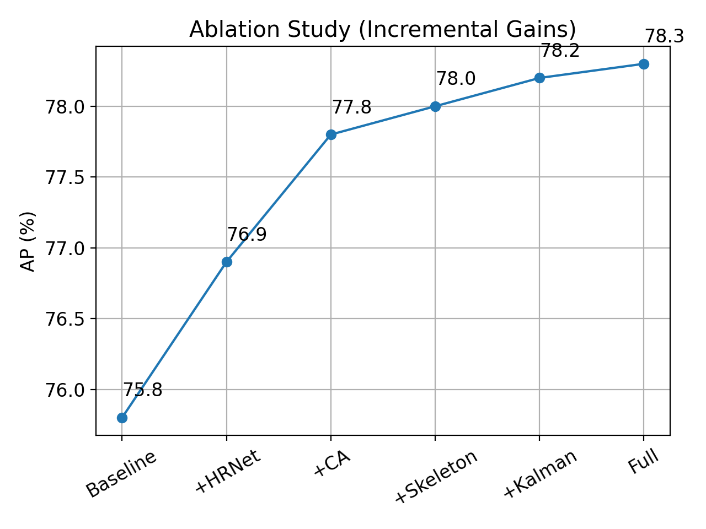 Ablation Study (Incremental Gains)
78.3
78.2
78.0
77.8
76.9
75.8
78.0
77.5
77.0
76.5
76.0
AP (%)
Baseline
+HRNet
+CA
+Skeleton
+Kalman
Full